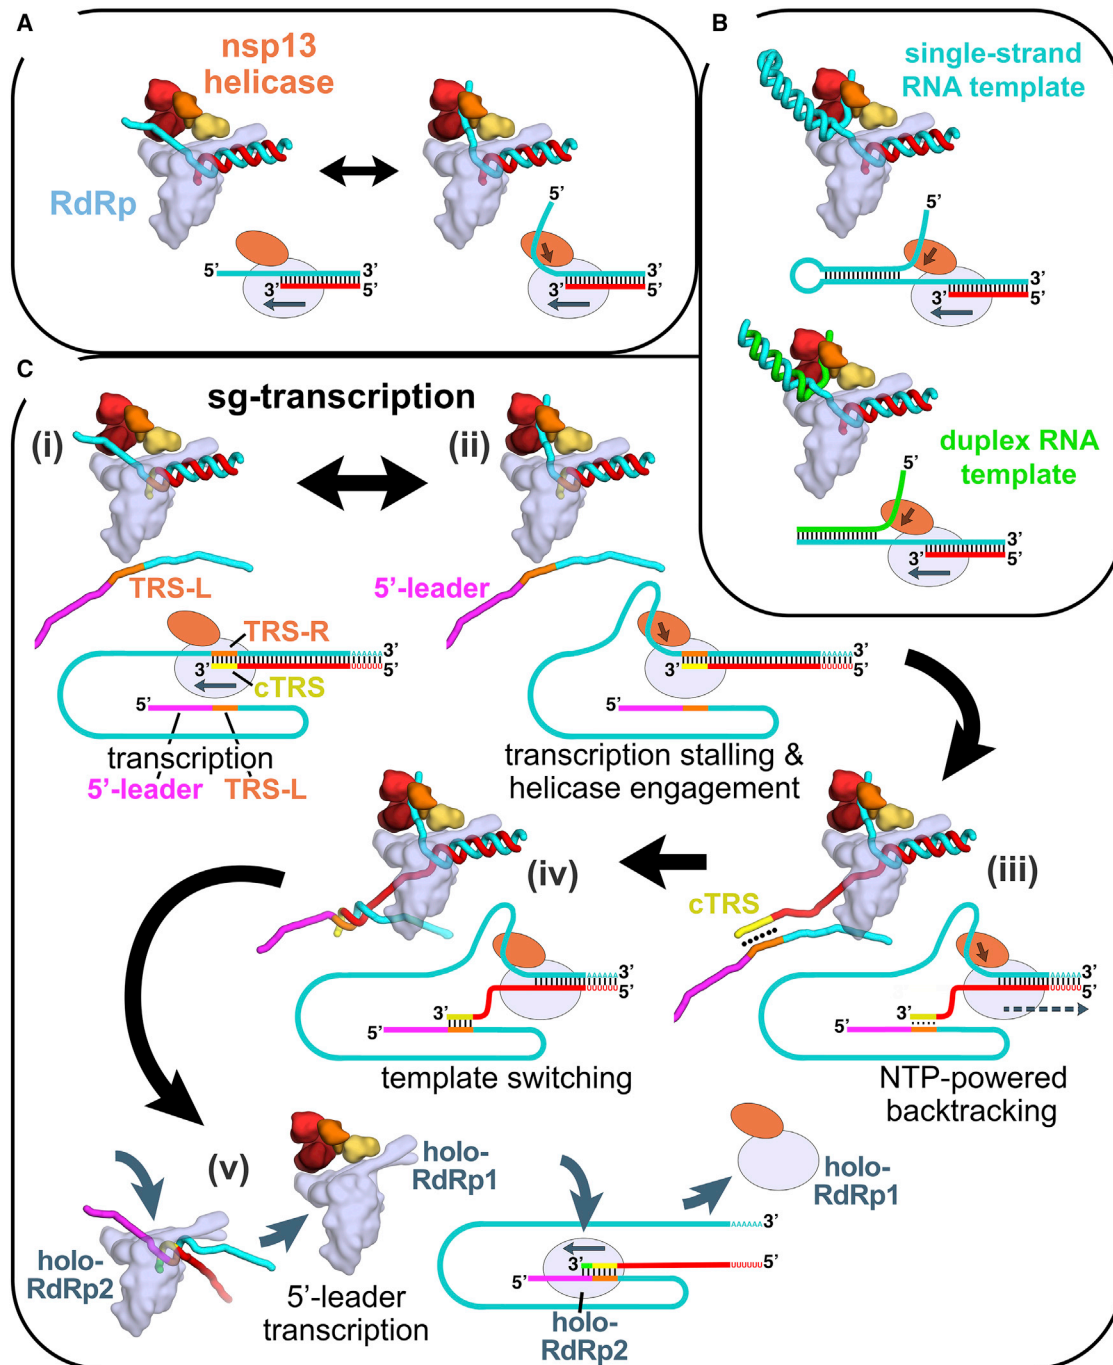 A
nsp13
helicase
RdRp
5'
5'
3'
3'
5'
3'
3'
5'
B
single-strand
RNA template
5'
3'
3'
5'
duplex RNA
template
5'
3'
3'
5'
C
sg-transcription
(i)
(ii)
TRS-L
5'-leader
TRS-R
3'
3'
5'
cTRS
5'
transcription
5'-leader
TRS-L
3'
3'
5'
5'
transcription stalling &
helicase engagement
(iii)
cTRS
3'
5'
3'
5'
NTP-powered
backtracking
(iv)
3'
5'
3'
5'
template switching
(v)
holo-
RdRp1
holo-
RdRp2
5'-leader
transcription
holo-
RdRp1
AAAAAA
3'
3'
5'
UUUUUU
5'
holo-
RdRp2